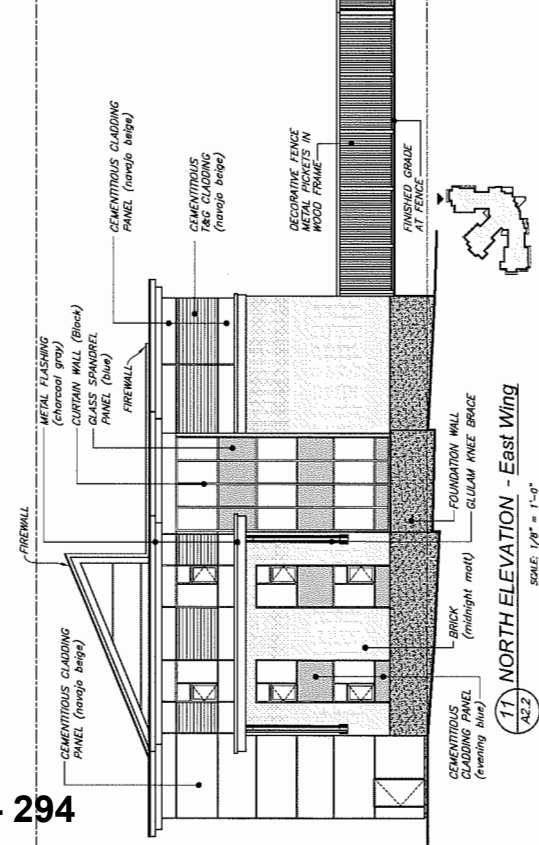 FIREWALL
METAL FLASHING
(charcoal gray)
CURTAIN WALL (Black)
GLASS SPANDREL
PANEL (blue)
FIREWALL
CEMENTITIOUS CLADDING
PANEL (navajo beige)
CEMENTITIOUS
T&G CLADDING
(navajo beige)
CEMENTITIOUS CLADDING
PANEL (navajo beige)
DECORATIVE FENCE
METAL PICKETS IN
WOOD FRAME
FINISHED GRADE
AT FENCE
CEMENTITIOUS
CLADDING PANEL
(evening blue)
BRICK
(midnight matt)
FOUNDATION WALL
GLULAM KNEE BRACE
11
A2.2
NORTH ELEVATION - East Wing
SCALE: 1/8" = 1'-0"
- 294